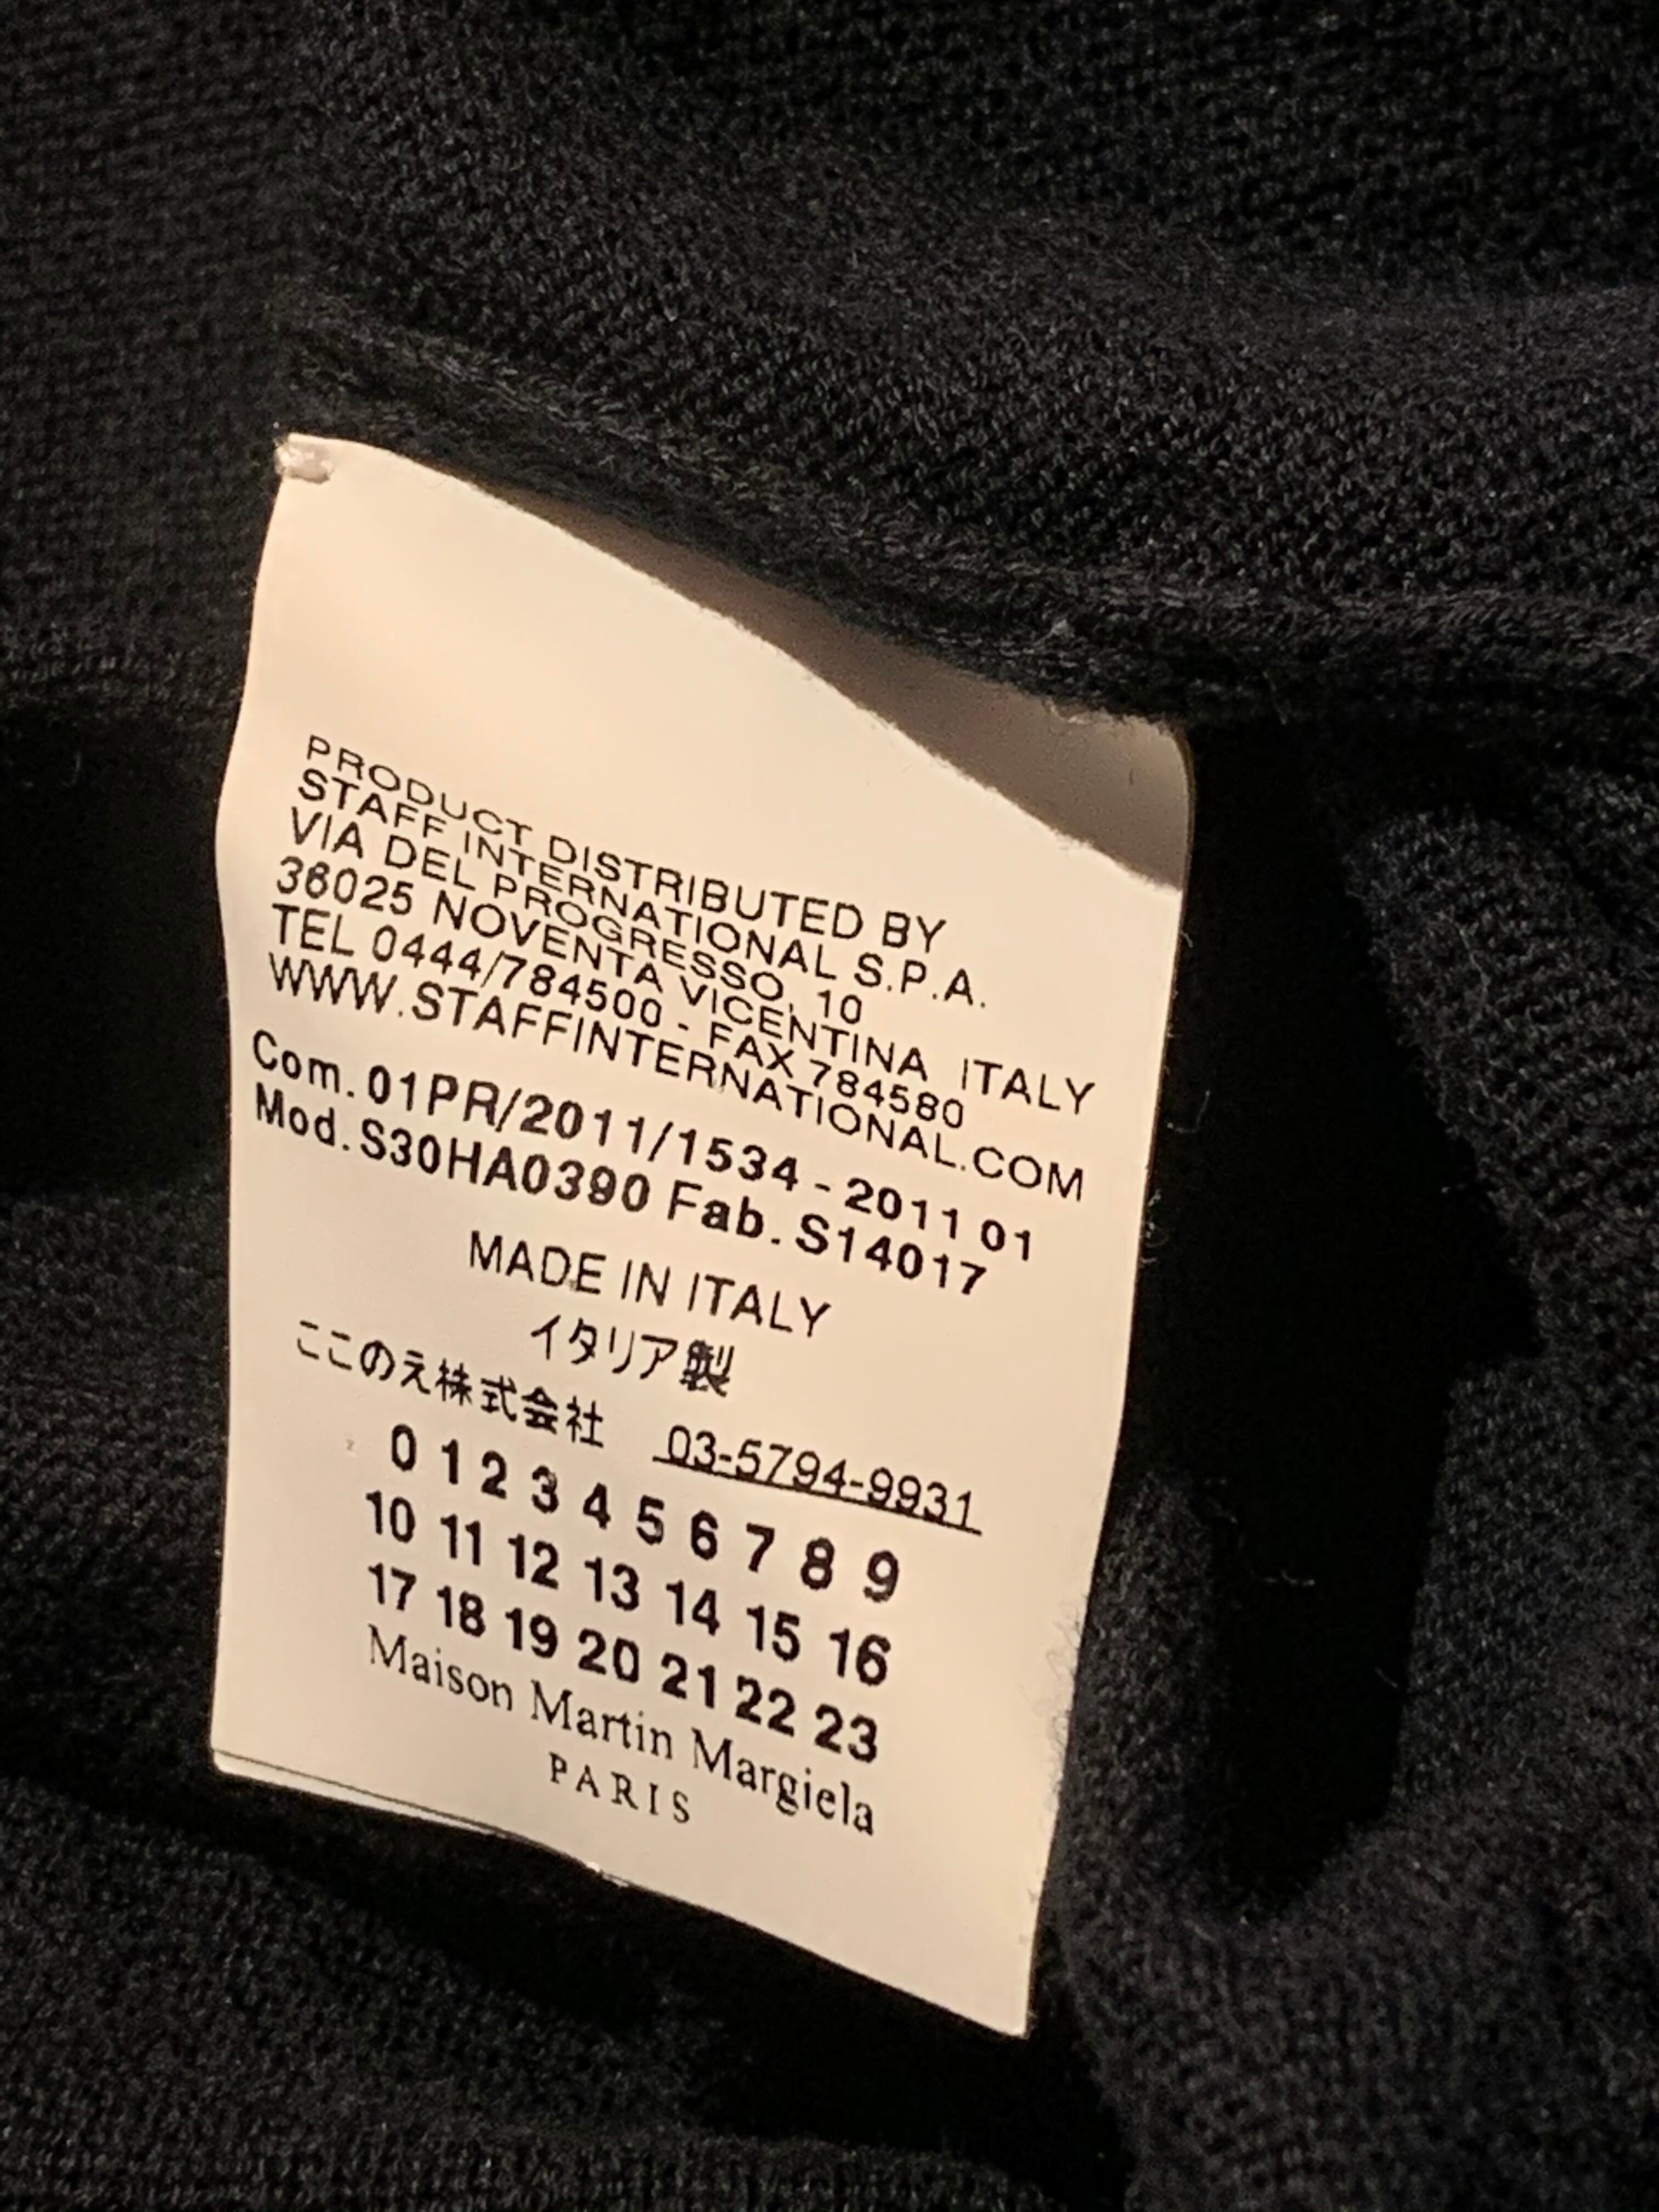 PRODUCT DISTRIBUTED BY
STAFF INTERNATIONAL S.P.A.
VIA DEL PROGRESSO, 10
36025 NOVENTA VICENTINA ITALY
TEL 0444/784500 - FAX 784580
WWW.STAFFINTERNATIONAL.COM
Com. 01PR/2011/1534 - 2011 01
Mod. S30HA0390 Fab. S14017
MADE IN ITALY
イタリア製
ここのえ株式会社 03-5794-9931
0 1 2 3 4 5 6 7 8 9
10 11 12 13 14 15 16
17 18 19 20 21 22 23
Maison Martin Margiela
PARIS